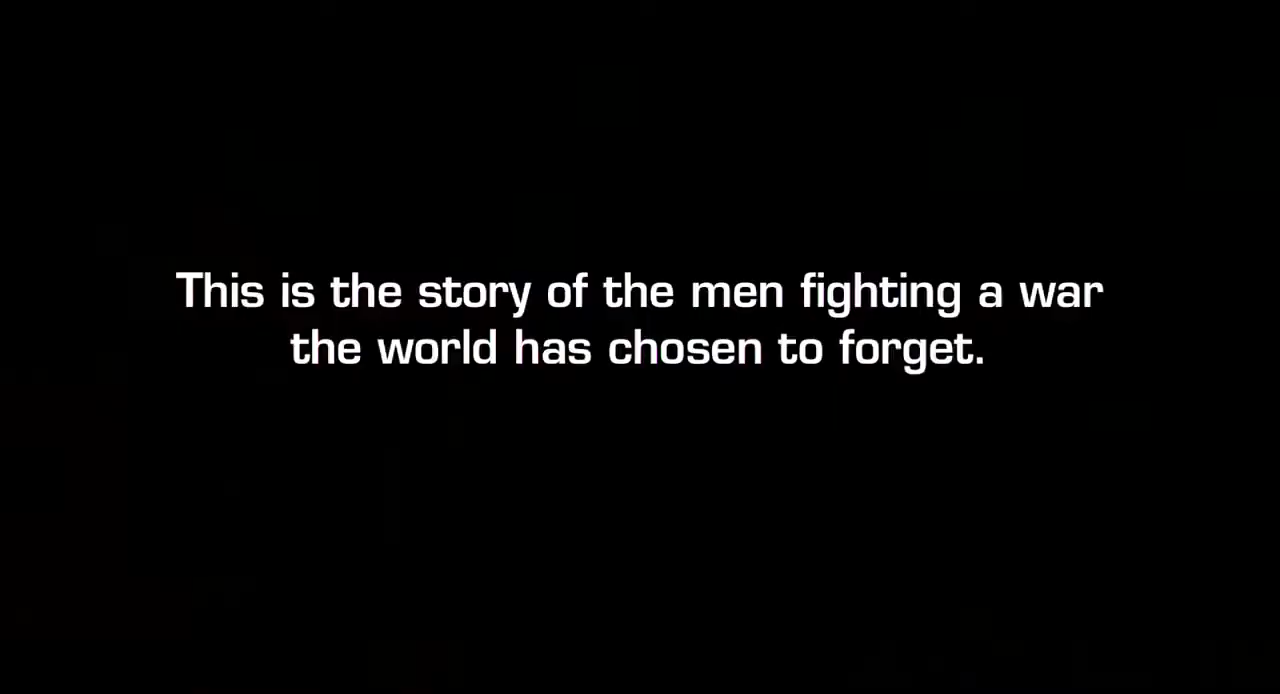 This is the story of the men fighting a war
the world has chosen to forget.